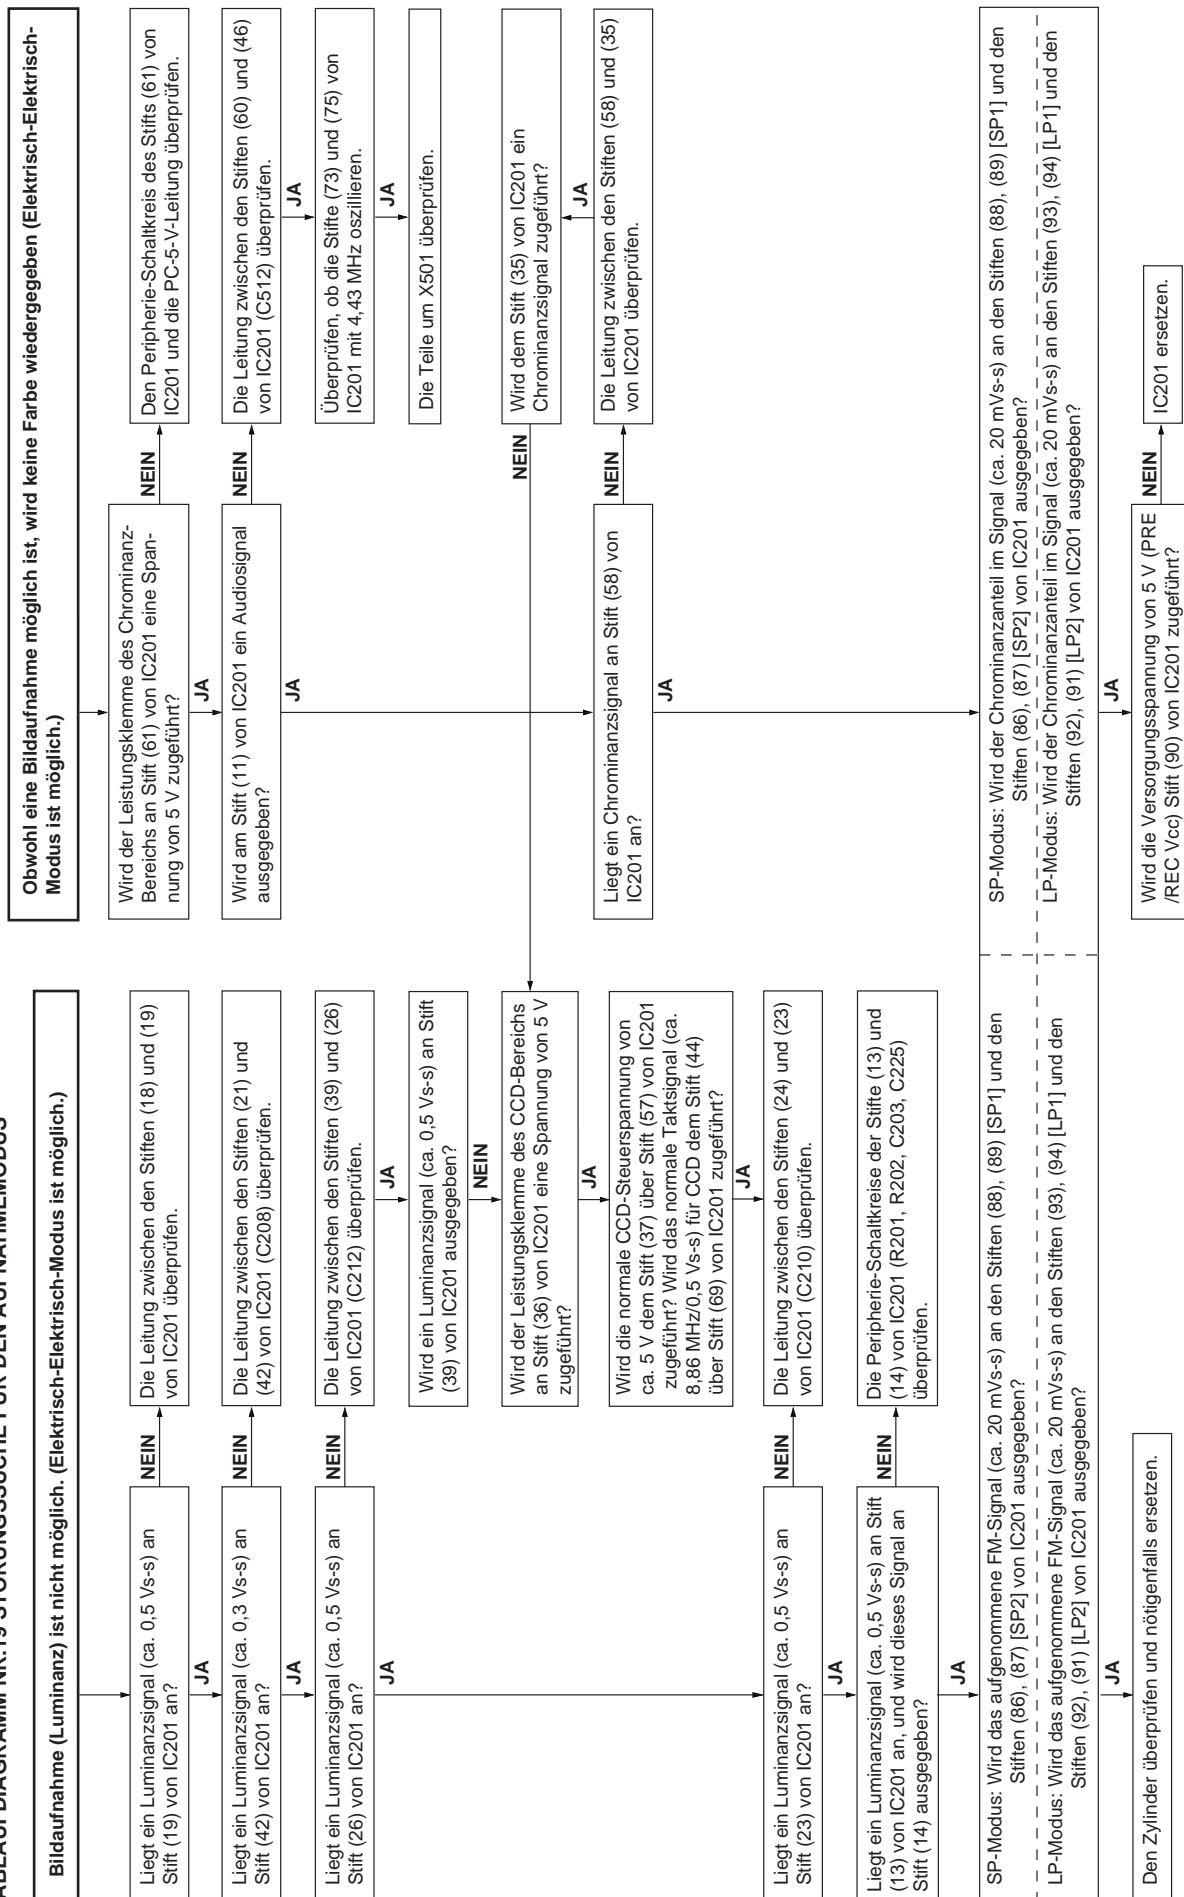 ABLAUFDIAGRAMM NR.19 STÖRUNGSSUCHE FÜR DEN AUFNAHMEMODUS
Bildaufnahme (Luminanz) ist nicht möglich. (Elektrisch-Elektrisch-Modus ist möglich.)
Liegt ein Luminanzsignal (ca. 0,5 Vs-s) an
Stift (19) von IC201 an?
NEIN
Die Leitung zwischen den Stiften (18) und (19)
von IC201 überprüfen.
JA
Liegt ein Luminanzsignal (ca. 0,3 Vs-s) an
Stift (42) von IC201 an?
NEIN
Die Leitung zwischen den Stiften (21) und
(42) von IC201 (C208) überprüfen.
JA
Liegt ein Luminanzsignal (ca. 0,5 Vs-s) an
Stift (26) von IC201 an?
NEIN
Die Leitung zwischen den Stiften (39) und (26)
von IC201 (C212) überprüfen.
JA
JA
Wird ein Luminanzsignal (ca. 0,5 Vs-s) an Stift
(39) von IC201 ausgegeben?
NEIN
Wird der Leistungsklemme des CCD-Bereichs
an Stift (36) von IC201 eine Spannung von 5 V
zugeführt?
JA
Wird die normale CCD-Steuerspannung von
ca. 5 V dem Stift (37) über Stift (57) von IC201
zugeführt? Wird das normale Taktsignal (ca.
8,86 MHz/0,5 Vs-s) für CCD dem Stift (44)
über Stift (69) von IC201 zugeführt?
JA
Liegt ein Luminanzsignal (ca. 0,5 Vs-s) an
Stift (23) von IC201 an?
NEIN
Die Leitung zwischen den Stiften (24) und (23)
von IC201 (C210) überprüfen.
JA
Liegt ein Luminanzsignal (ca. 0,5 Vs-s) an Stift
(13) von IC201 an, und wird dieses Signal an
Stift (14) ausgegeben?
NEIN
Die Peripherie-Schaltkreise der Stifte (13) und
(14) von IC201 (R201, R202, C203, C225)
überprüfen.
JA
SP-Modus: Wird das aufgenommene FM-Signal (ca. 20 mVs-s) an den Stiften (88), (89) [SP1] und den
Stiften (86), (87) [SP2] von IC201 ausgegeben?
LP-Modus: Wird das aufgenommene FM-Signal (ca. 20 mVs-s) an den Stiften (93), (94) [LP1] und den
Stiften (92), (91) [LP2] von IC201 ausgegeben?
JA
Den Zylinder überprüfen und nötigenfalls ersetzen.
Obwohl eine Bildaufnahme möglich ist, wird keine Farbe wiedergegeben (Elektrisch-Elektrisch-
Modus ist möglich.)
Wird der Leistungsklemme des Chrominanz-
Bereichs an Stift (61) von IC201 eine Span-
nung von 5 V zugeführt?
NEIN
Den Peripherie-Schaltkreis des Stifts (61) von
IC201 und die PC-5-V-Leitung überprüfen.
JA
Wird am Stift (11) von IC201 ein Audiosignal
ausgegeben?
NEIN
Die Leitung zwischen den Stiften (60) und (46)
von IC201 (C512) überprüfen.
JA
JA
Überprüfen, ob die Stifte (73) und (75) von
IC201 mit 4,43 MHz oszillieren.
JA
Die Teile um X501 überprüfen.
Wird dem Stift (35) von IC201 ein
Chrominanzsignal zugeführt?
NEIN
JA
Liegt ein Chrominanzsignal an Stift (58) von
IC201 an?
NEIN
Die Leitung zwischen den Stiften (58) und (35)
von IC201 überprüfen.
JA
SP-Modus: Wird der Chrominanzanteil im Signal (ca. 20 mVs-s) an den Stiften (88), (89) [SP1] und den
Stiften (86), (87) [SP2] von IC201 ausgegeben?
LP-Modus: Wird der Chrominanzanteil im Signal (ca. 20 mVs-s) an den Stiften (93), (94) [LP1] und den
Stiften (92), (91) [LP2] von IC201 ausgegeben?
JA
Wird die Versorgungsspannung von 5 V (PRE
/REC Vcc) Stift (90) von IC201 zugeführt?
NEIN
IC201 ersetzen.